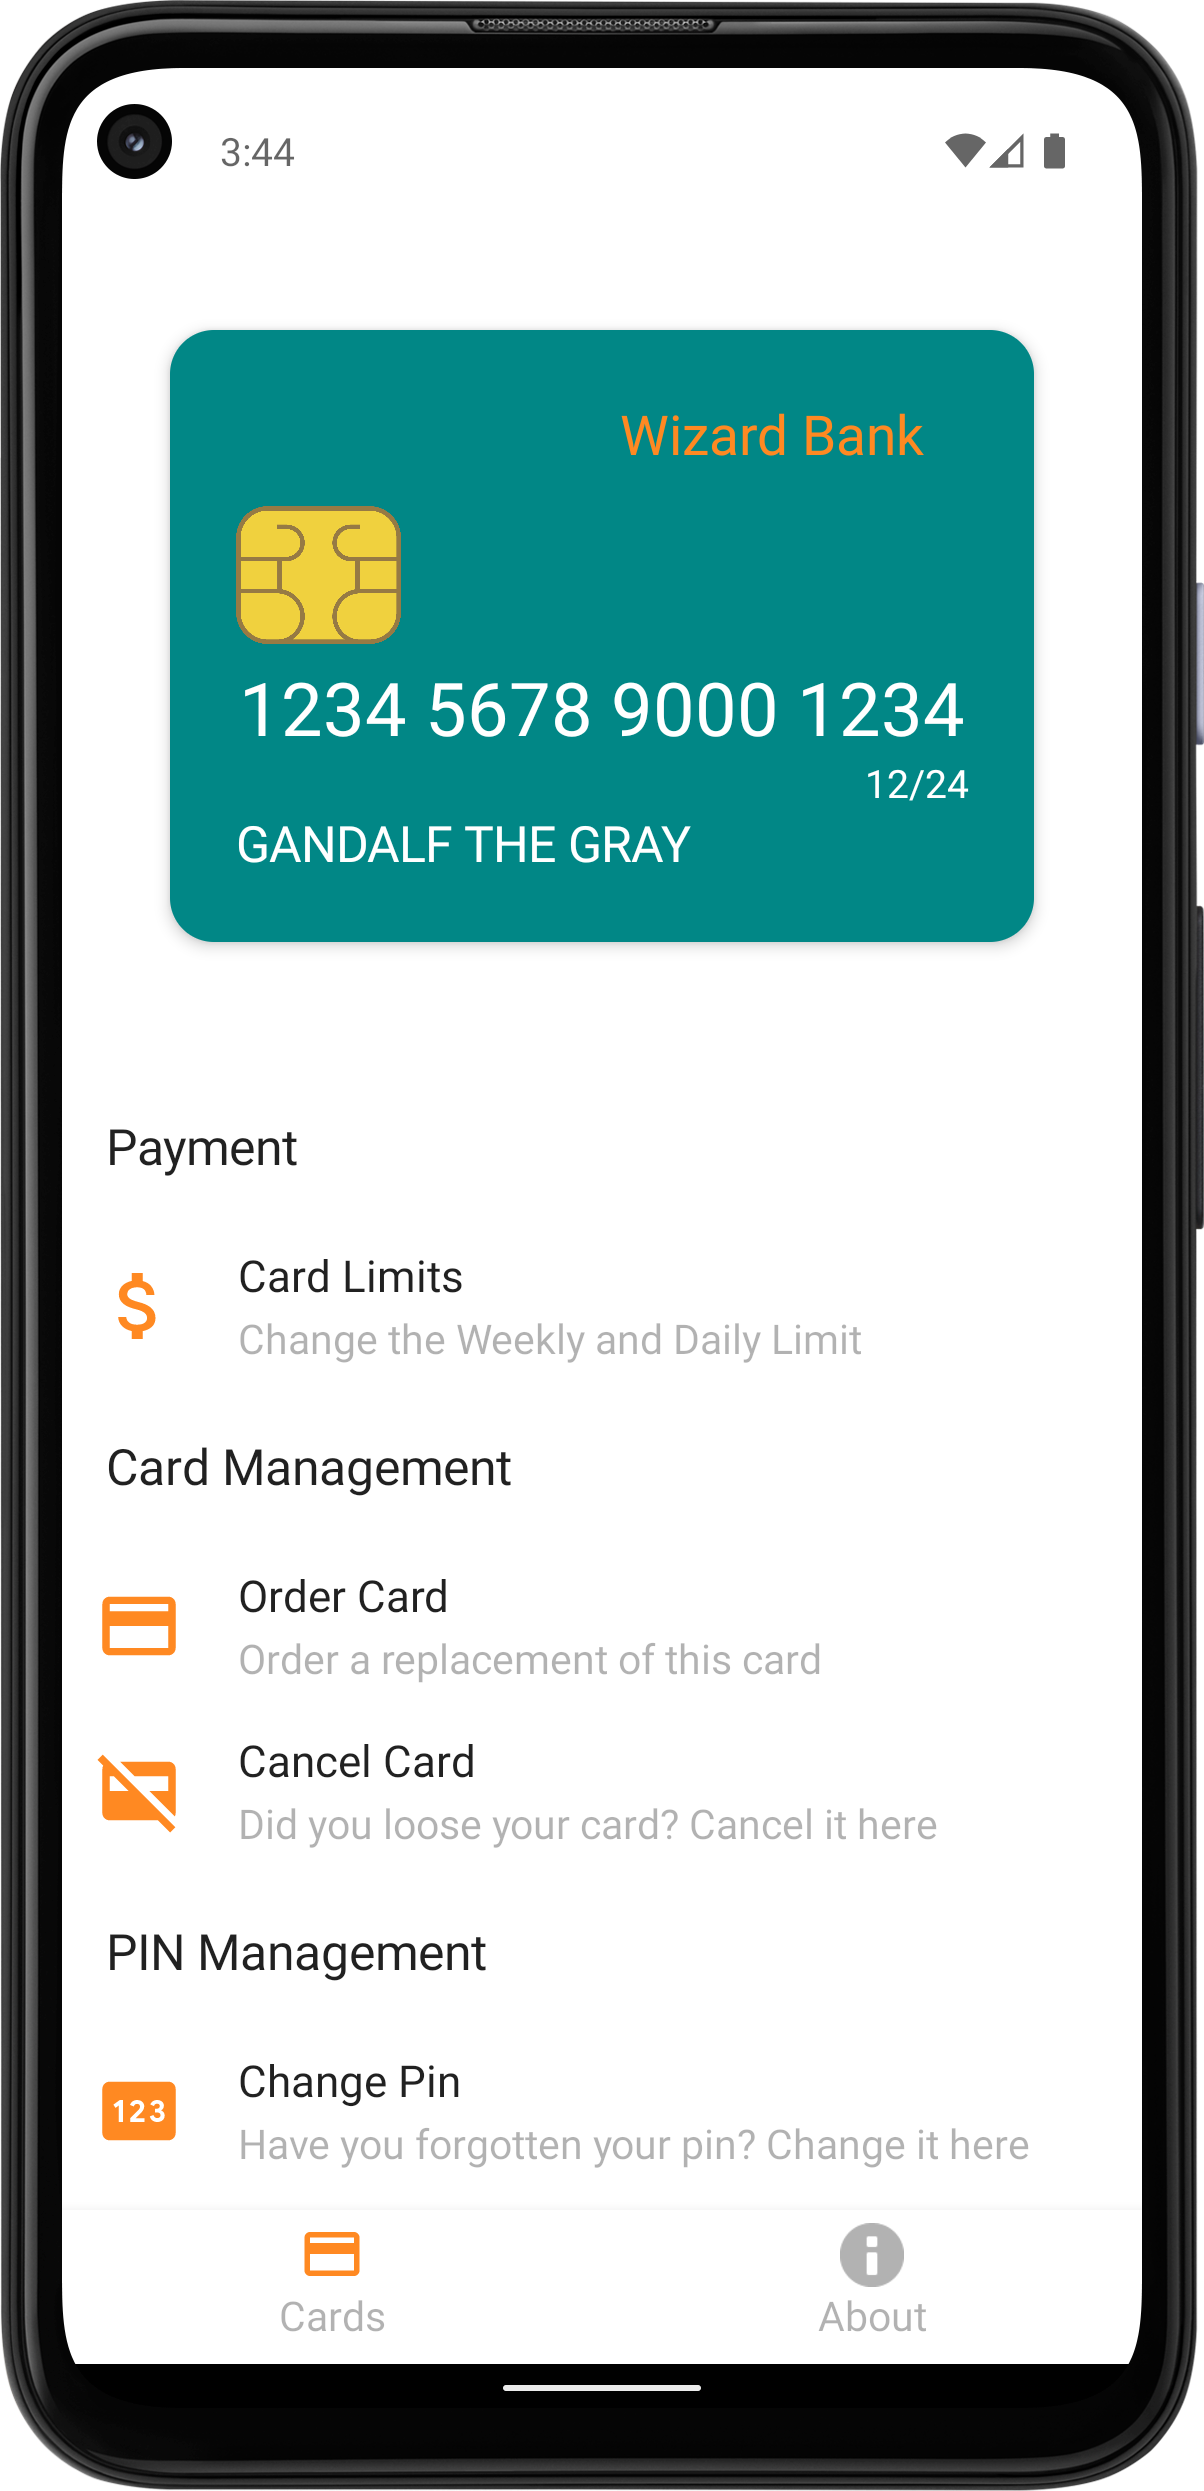 3:44
Wizard Bank
1234 5678 9000 1234
12/24
GANDALF THE GRAY
Payment
Card Limits
Change the Weekly and Daily Limit
Card Management
Order Card
Order a replacement of this card
Cancel Card
Did you loose your card? Cancel it here
PIN Management
123
Change Pin
Have you forgotten your pin? Change it here
Cards
About